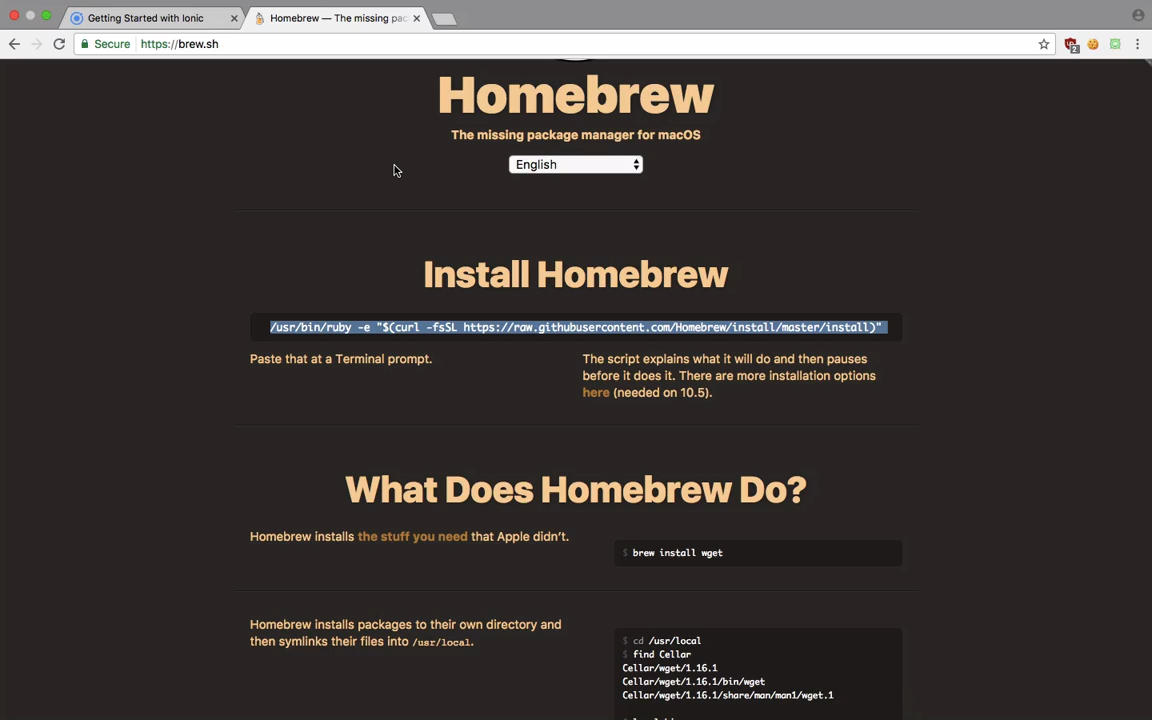 Getting Started with Ionic
Homebrew — The missing pac
Secure https://brew.sh
2
Homebrew
The missing package manager for macOS
English
Install Homebrew
/usr/bin/ruby -e "$(curl -fsSL https://raw.githubusercontent.com/Homebrew/install/master/install)"
Paste that at a Terminal prompt.
The script explains what it will do and then pauses
before it does it. There are more installation options
here (needed on 10.5).
What Does Homebrew Do?
Homebrew installs the stuff you need that Apple didn’t.
$ brew install wget
Homebrew installs packages to their own directory and
then symlinks their files into /usr/local.
$ cd /usr/local
$ find Cellar
Cellar/wget/1.16.1
Cellar/wget/1.16.1/bin/wget
Cellar/wget/1.16.1/share/man/man1/wget.1